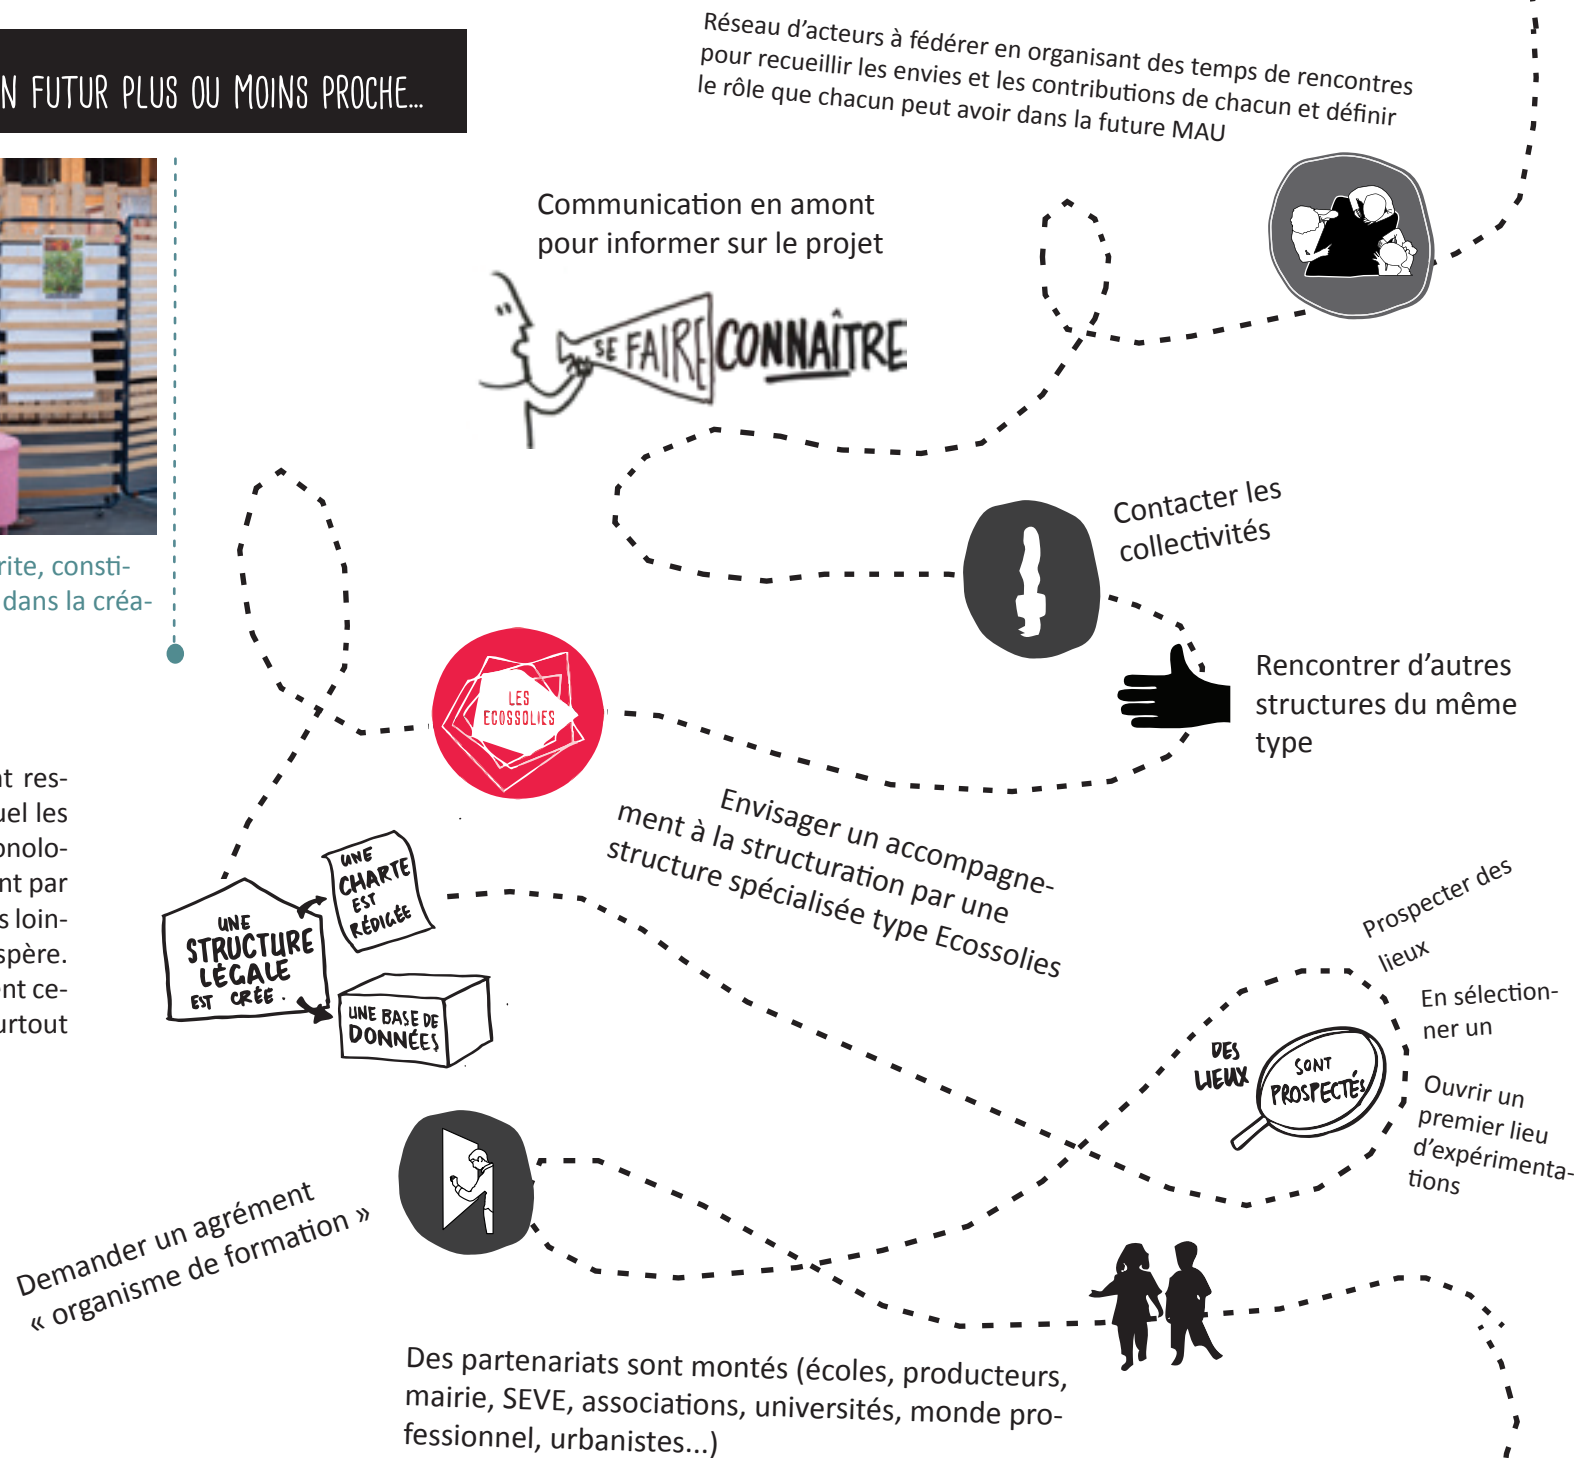 N FUTUR PLUS OU MOINS PROCHE...
Réseau d'acteurs à fédérer en organisant des temps de rencontres
pour recueillir les envies et les contributions de chacun et définir
le rôle que chacun peut avoir dans la future MAU
Communication en amont
pour informer sur le projet
SE FAIRE CONNAÎTRE
Contacter les
collectivités
rite, consti-
dans la créa-
Rencontrer d'autres
structures du même
type
LES
ECOSSOLIES
Envisager un accompagne-
ment à la structuration par une
structure spécialisée type Ecossolies
t res-
uel les
onolo-
nt par
s loin-
spère.
ent ce-
urtout
UNE
STRUCTURE
LÉGALE
EST CRÉE.
UNE
CHARTE
EST
RÉDIGÉE
UNE BASE DE
DONNÉES
Prospecter des
lieux
En sélection-
ner un
Ouvrir un
premier lieu
d'expérimenta-
tions
DES
LIEUX
SONT
PROSPECTÉS
Demander un agrément
« organisme de formation »
Des partenariats sont montés (écoles, producteurs,
mairie, SEVE, associations, universités, monde pro-
fessionnel, urbanistes...)